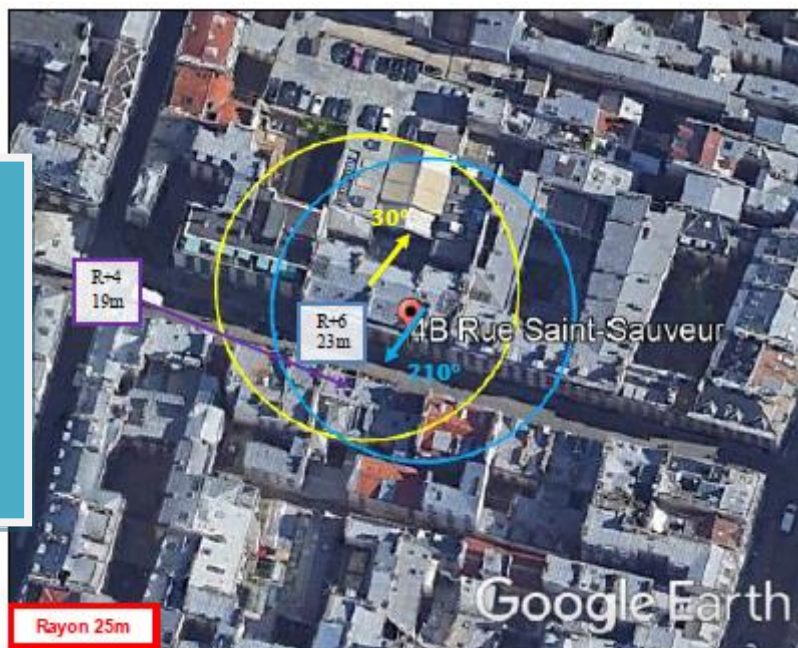 30°
R+4
19m
R+6
23m
4B Rue Saint-Sauveur
210°
Google Earth
Rayon 25m